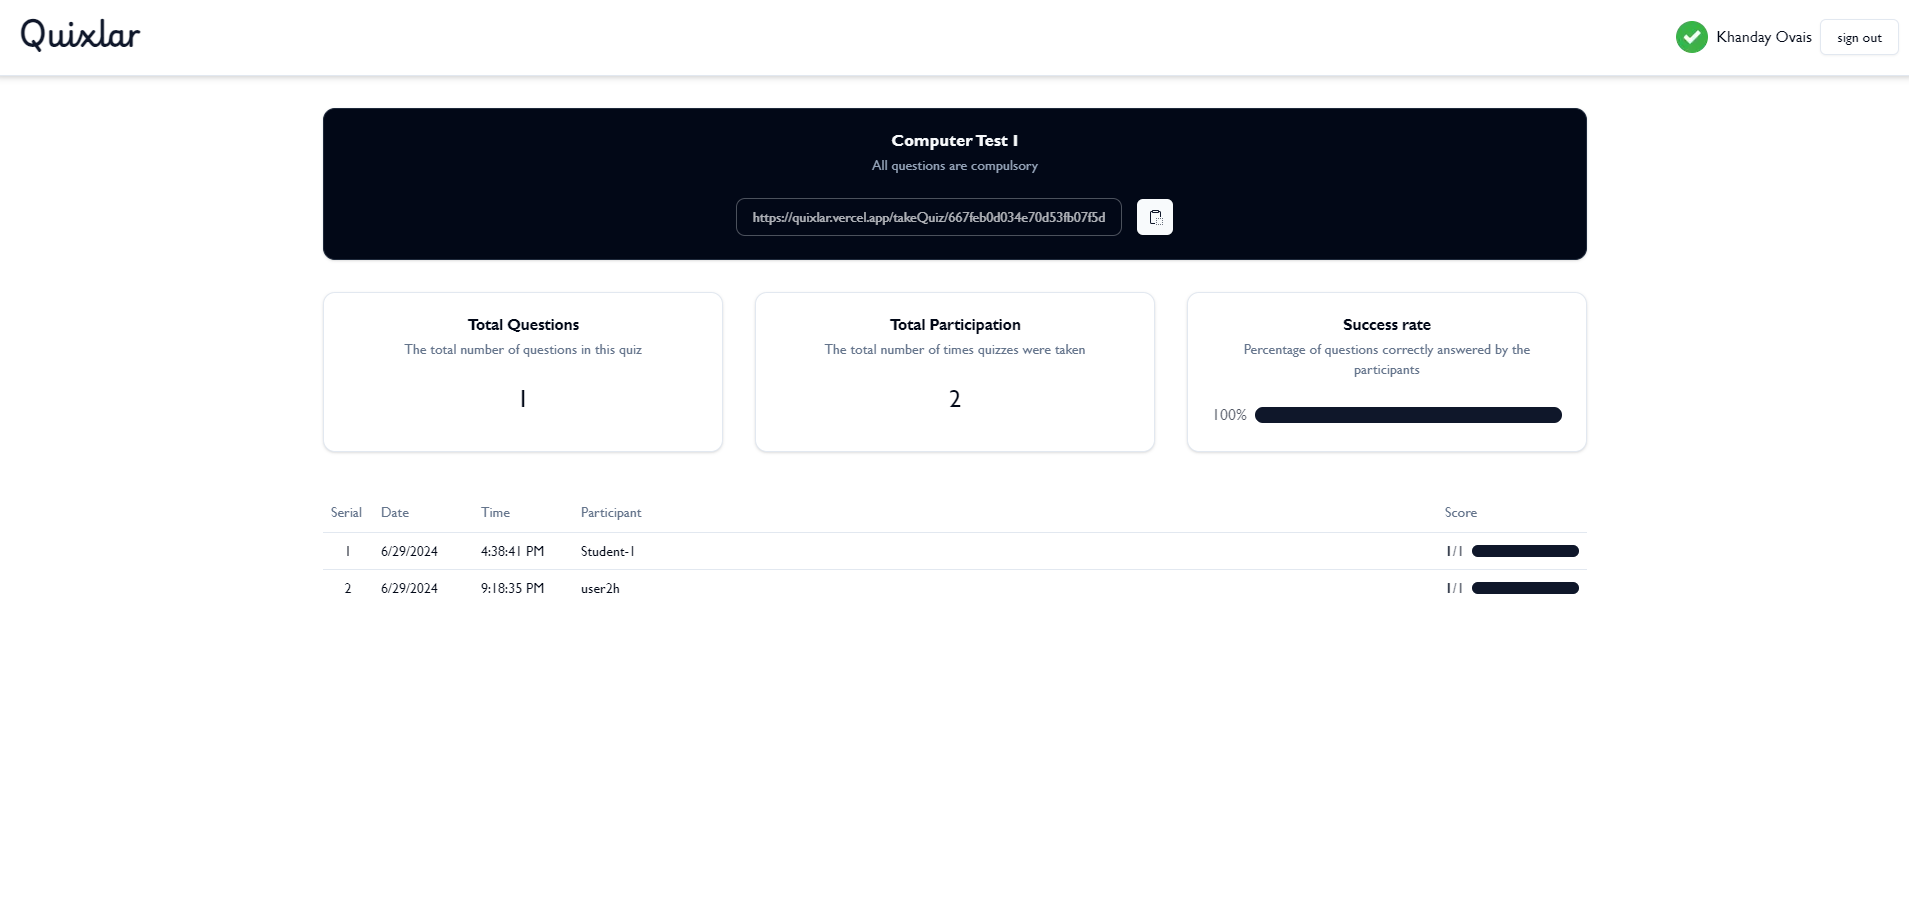 Quixlar
Khanday Ovais
sign out
Computer Test 1
All questions are compulsory
https://quixlar.vercel.app/takeQuiz/667feb0d034e70d53fb07f5d
Total Questions
The total number of questions in this quiz
1
Total Participation
The total number of times quizzes were taken
2
Success rate
Percentage of questions correctly answered by the
participants
100%
Serial Date Time Participant Score
1 6/29/2024 4:38:41 PM Student-1 1/1
2 6/29/2024 9:18:35 PM user2h 1/1